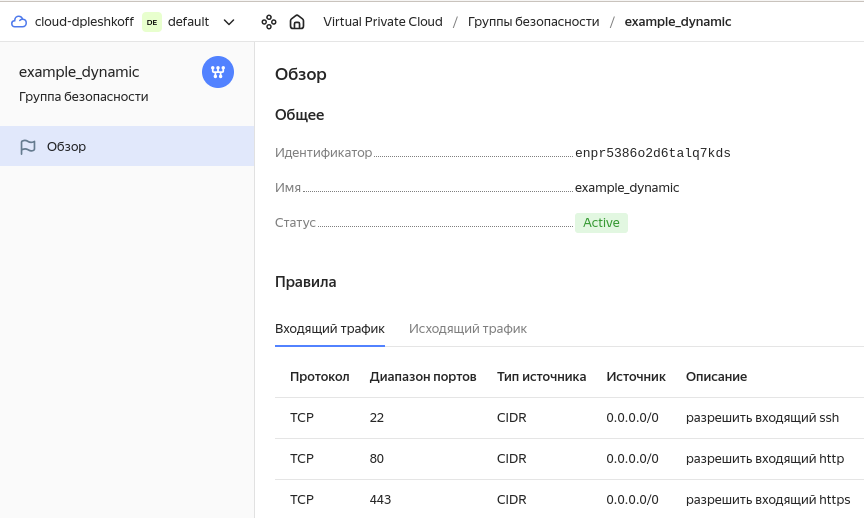 cloud-dpleshkoff DE default Virtual Private Cloud / Группы безопасности / example_dynamic
example_dynamic
Группа безопасности
Обзор
Обзор
Общее
Идентификатор enpr5386o2d6talq7kds
Имя example_dynamic
Статус Active
Правила
Входящий трафик Исходящий трафик
Протокол Диапазон портов Тип источника Источник Описание
TCP 22 CIDR 0.0.0.0/0 разрешить входящий ssh
TCP 80 CIDR 0.0.0.0/0 разрешить входящий http
TCP 443 CIDR 0.0.0.0/0 разрешить входящий https